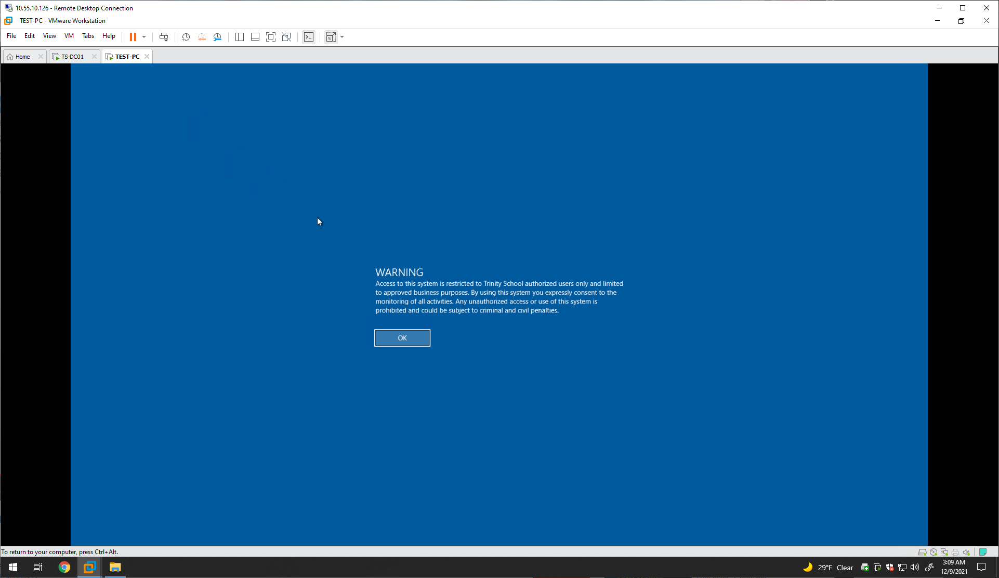 10.55.10.126 - Remote Desktop Connection
TEST-PC - VMware Workstation
File Edit View VM Tabs Help
Home TS-DC01 TEST-PC
WARNING
Access to this system is restricted to Trinity School authorized users only and limited
to approved business purposes. By using this system you expressly consent to the
monitoring of all activities. Any unauthorized access or use of this system is
prohibited and could be subject to criminal and civil penalties.
OK
To return to your computer, press Ctrl+Alt.
29°F Clear
3:09 AM
12/9/2021